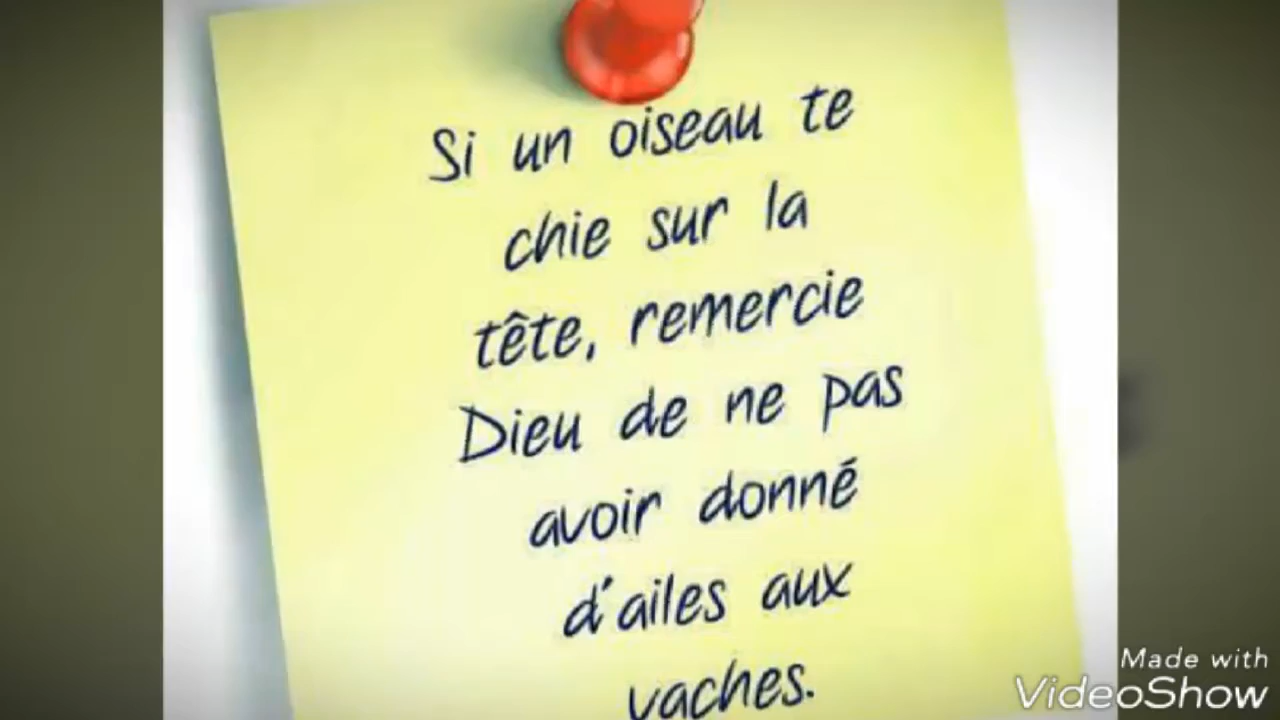 Si un oiseau te
chie sur la
tête, remercie
Dieu de ne pas
avoir donné
d'ailes aux
vaches.
Made with
VideoShow